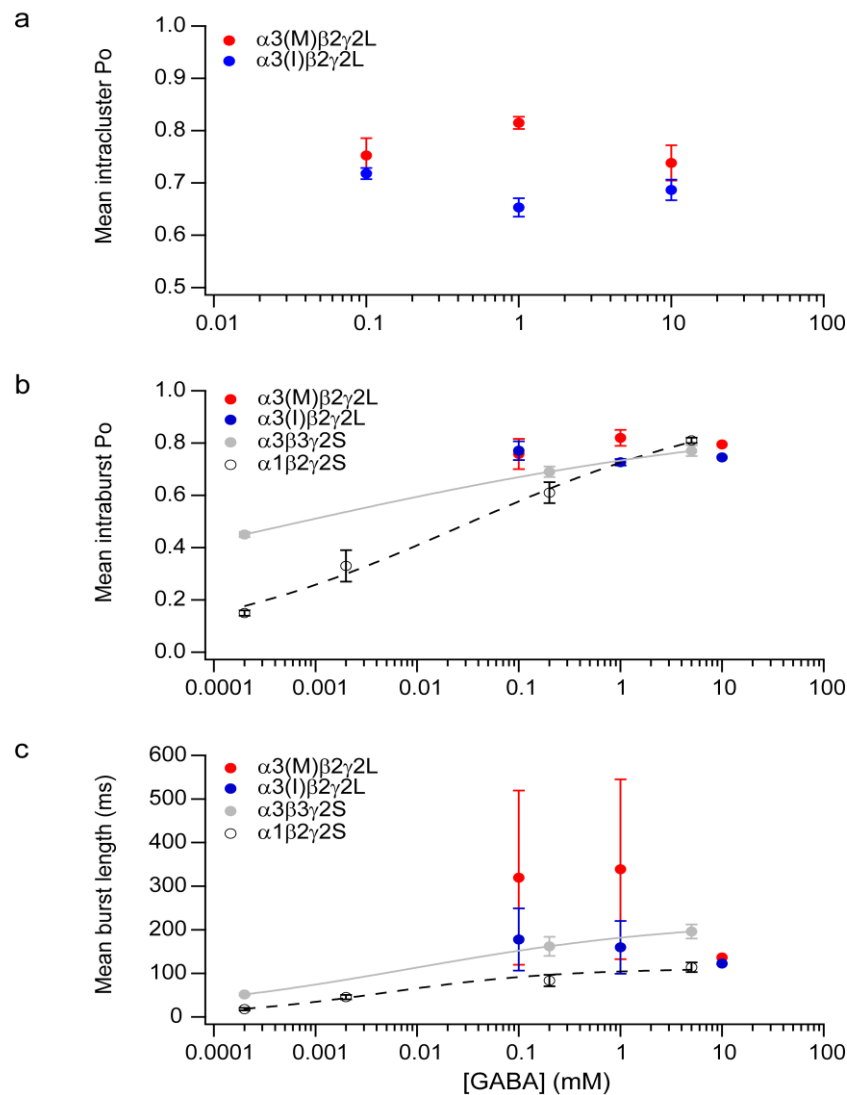 a
Mean intracluster Po
1.0
0.9
0.8
0.7
0.6
0.5
α3(M)β2γ2L
α3(I)β2γ2L
0.01 0.1 1 10 100
b
Mean intraburst Po
1.0
0.8
0.6
0.4
0.2
0.0
α3(M)β2γ2L
α3(I)β2γ2L
α3β3γ2S
α1β2γ2S
0.0001 0.001 0.01 0.1 1 10 100
c
Mean burst length (ms)
600
500
400
300
200
100
0
α3(M)β2γ2L
α3(I)β2γ2L
α3β3γ2S
α1β2γ2S
0.0001 0.001 0.01 0.1 1 10 100
[GABA] (mM)